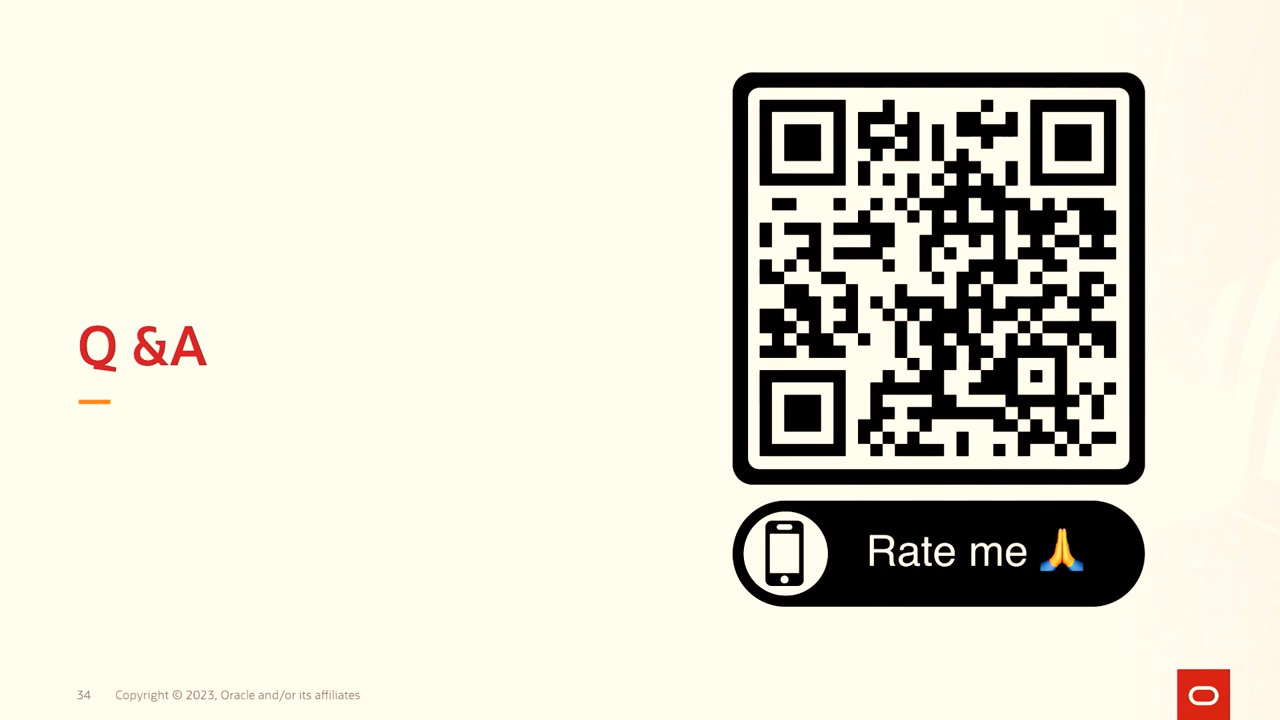 Q &A
Rate me 🙏
34 Copyright © 2023, Oracle and/or its affiliates